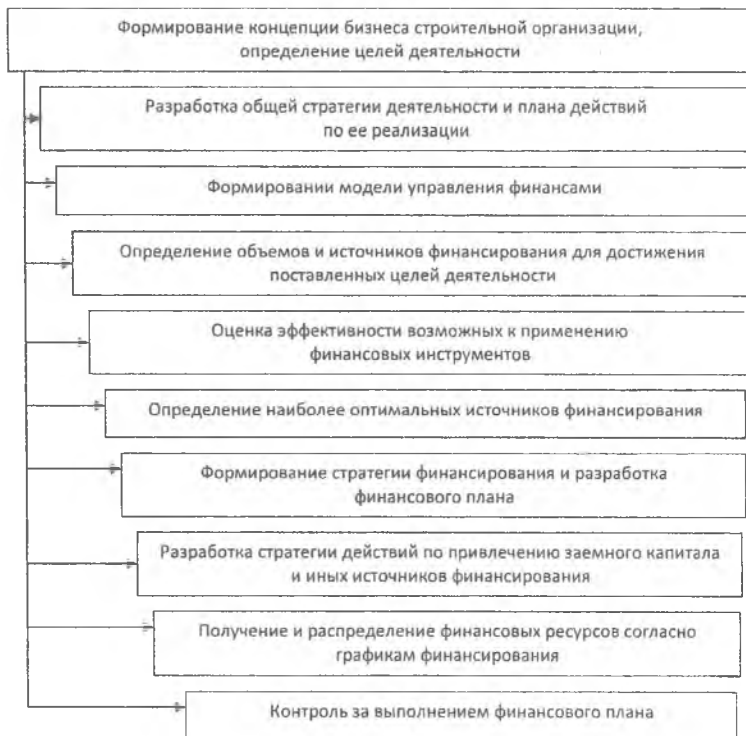 Формирование концепции бизнеса строительной организации,
определение целей деятельности
Разработка общей стратегии деятельности и плана действий
по ее реализации
Формировании модели управления финансами
Определение объемов и источников финансирования для достижения
поставленных целей деятельности
Оценка эффективности возможных к применению
финансовых инструментов
Определение наиболее оптимальных источников финансирования
Формирование стратегии финансирования и разработка
финансового плана
Разработка стратегии действий по привлечению заемного капитала
и иных источников финансирования
Получение и распределение финансовых ресурсов согласно
графикам финансирования
Контроль за выполнением финансового плана